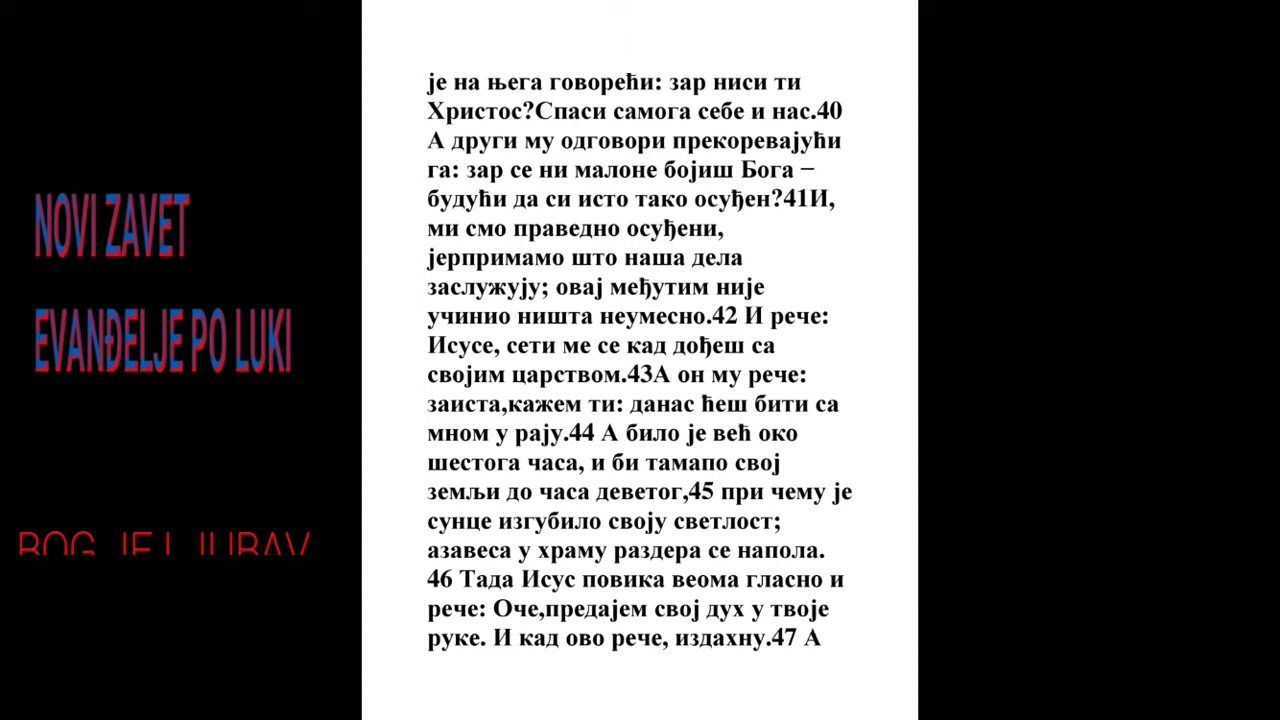 NOVI ZAVET
EVANĐELJE PO LUKI
BOG JE LJUBAV
је на њега говорећи: зар ниси ти
Христос?Спаси самога себе и нас.40
А други му одговори прекоревајући
га: зар се ни малоне бојиш Бога −
будући да си исто тако осуђен?41И,
ми смо праведно осуђени,
јерпримамо што наша дела
заслужују; овај међутим није
учинио ништа неумесно.42 И рече:
Исусе, сети ме се кад дођеш са
својим царством.43А он му рече:
заиста,кажем ти: данас ћеш бити са
мном у рају.44 А било је већ око
шестога часа, и би тамапо свој
земљи до часа деветог,45 при чему је
сунце изгубило своју светлост;
азавеса у храму раздера се напола.
46 Тада Исус повика веома гласно и
рече: Оче,предајем свој дух у твоје
руке. И кад ово рече, издахну.47 А